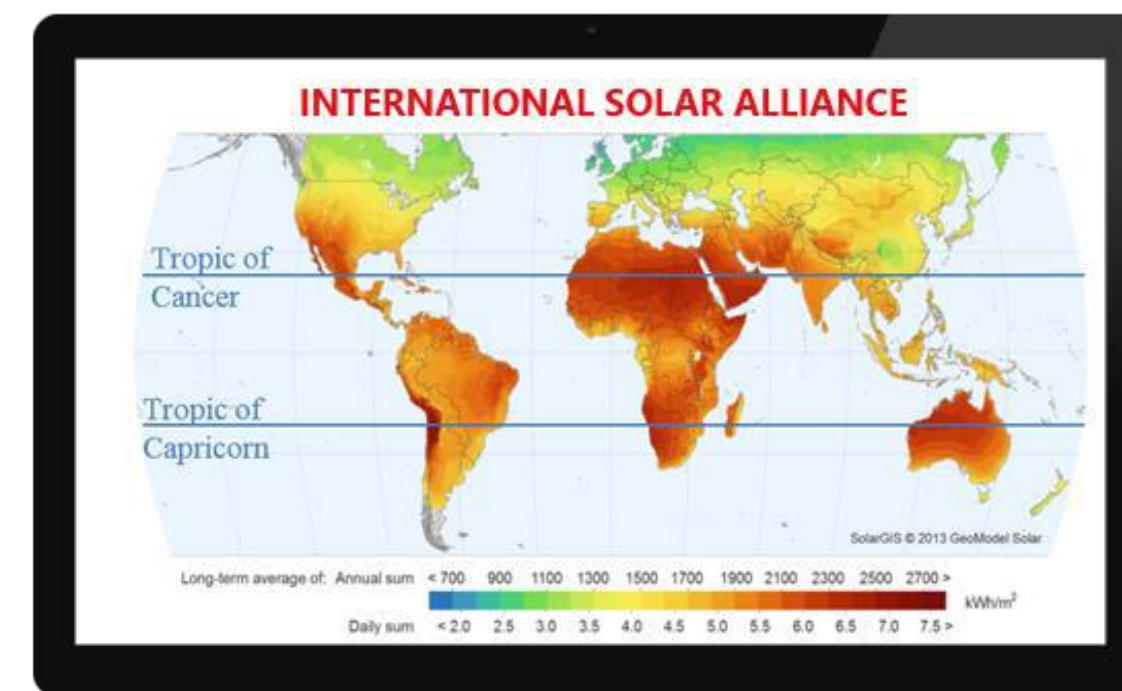 INTERNATIONAL SOLAR ALLIANCE
Tropic of
Cancer
Tropic of
Capricorn
SolarGIS © 2013 GeoModel Solar
Long-term average of: Annual sum < 700 900 1100 1300 1500 1700 1900 2100 2300 2500 2700 >
kWh/m²
Daily sum < 2.0 2.5 3.0 3.5 4.0 4.5 5.0 5.5 6.0 6.5 7.0 7.5 >